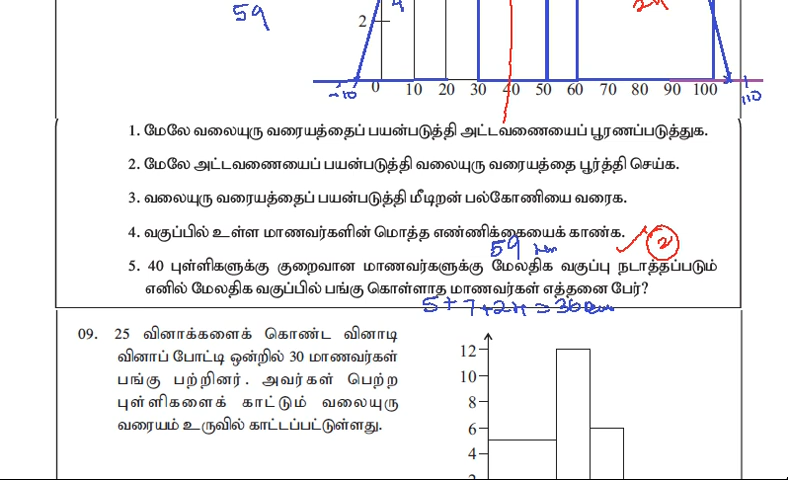 59
2
-10 0 10 20 30 40 50 60 70 80 90 100 110
1. மேலே வலையுரு வரையத்தைப் பயன்படுத்தி அட்டவணையைப் பூரணப்படுத்துக.
2. மேலே அட்டவணையைப் பயன்படுத்தி வலையுரு வரையத்தை பூர்த்தி செய்க.
3. வலையுரு வரையத்தைப் பயன்படுத்தி மீடிறன் பல்கோணியை வரைக.
4. வகுப்பில் உள்ள மாணவர்களின் மொத்த எண்ணிக்கையைக் காண்க.
59
2
5. 40 புள்ளிகளுக்கு குறைவான மாணவர்களுக்கு மேலதிக வகுப்பு நடாத்தப்படும்
எனில் மேலதிக வகுப்பில் பங்கு கொள்ளாத மாணவர்கள் எத்தனை பேர்?
09. 25 வினாக்களைக் கொண்ட வினாடி
வினாப் போட்டி ஒன்றில் 30 மாணவர்கள்
பங்கு பற்றினர். அவர்கள் பெற்ற
புள்ளிகளைக் காட்டும் வலையுரு
வரையம் உருவில் காட்டப்பட்டுள்ளது.
12
10
8
6
4